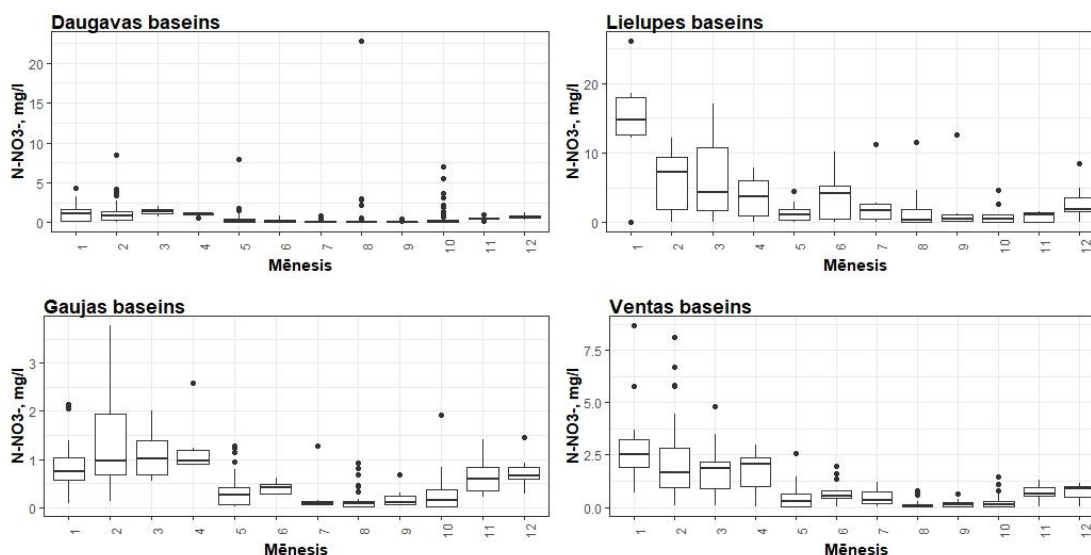 Daugavas baseins
N-NO3-, mg/l
20
15
10
5
0
1 2 3 4 5 6 7 8 9 10 11 12
Mēnesis
Lielupes baseins
N-NO3-, mg/l
20
10
0
1 2 3 4 5 6 7 8 9 10 11 12
Mēnesis
Gaujas baseins
N-NO3-, mg/l
3
2
1
0
1 2 3 4 5 6 7 8 9 10 11 12
Mēnesis
Ventas baseins
N-NO3-, mg/l
7.5
5.0
2.5
0.0
1 2 3 4 5 6 7 8 9 10 11 12
Mēnesis